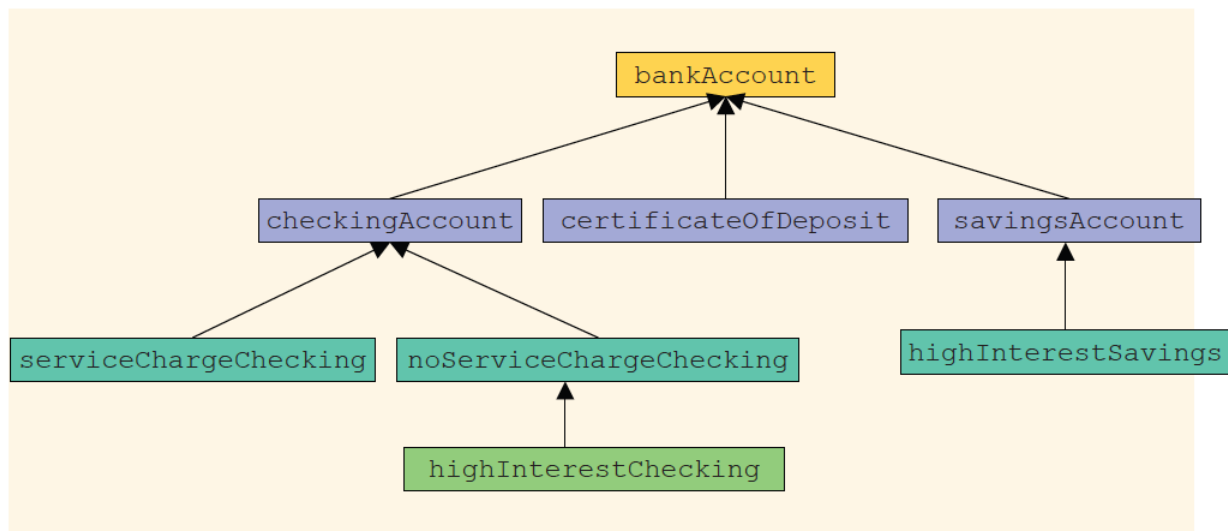 bankAccount
checkingAccount
certificateOfDeposit
savingsAccount
serviceChargeChecking
noServiceChargeChecking
highInterestSavings
highInterestChecking